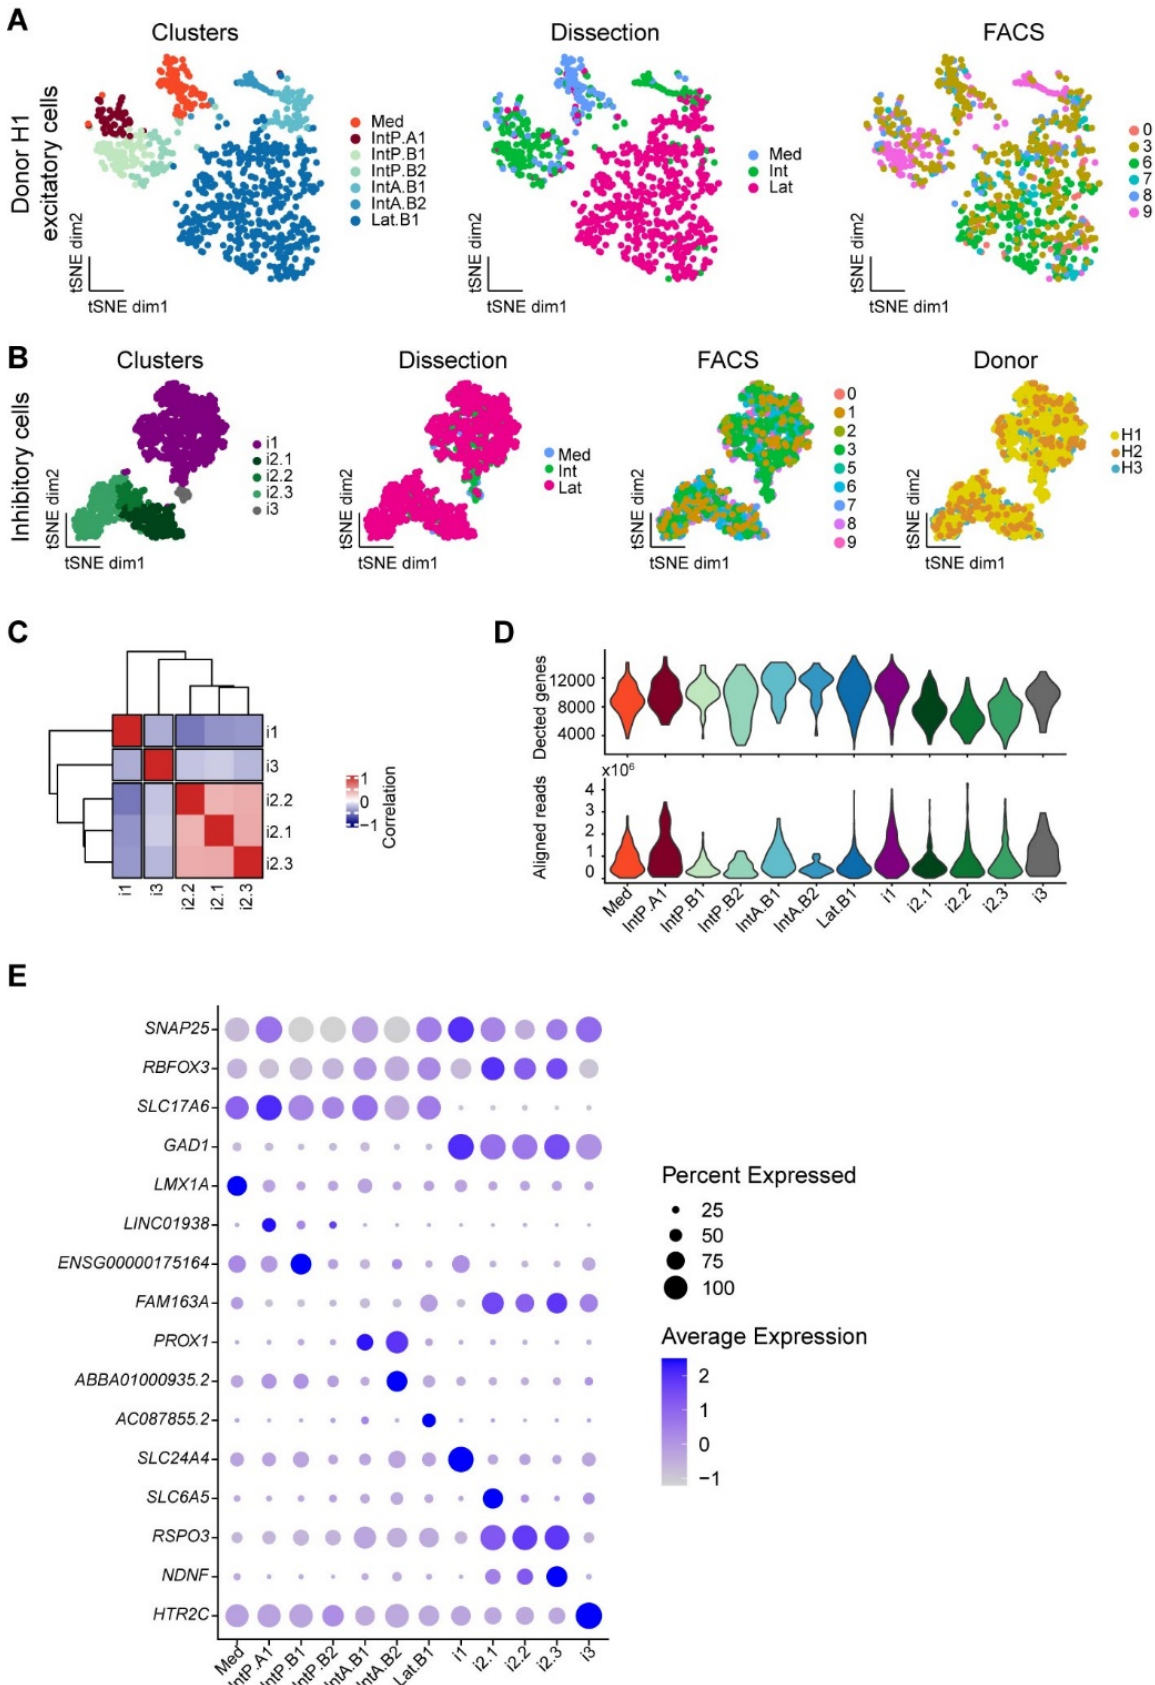 A
Clusters
Dissection
FACS
Donor H1
excitatory cells
Med
IntP.A1
IntP.B1
IntP.B2
IntA.B1
IntA.B2
Lat.B1
tSNE dim2
tSNE dim1
Med
Int
Lat
tSNE dim2
tSNE dim1
0
3
6
7
8
9
tSNE dim2
tSNE dim1
B
Clusters
Dissection
FACS
Donor
Inhibitory cells
i1
i2.1
i2.2
i2.3
i3
tSNE dim2
tSNE dim1
Med
Int
Lat
tSNE dim2
tSNE dim1
0
1
2
3
5
6
7
8
9
tSNE dim2
tSNE dim1
H1
H2
H3
tSNE dim2
tSNE dim1
C
i1
i3
i2.2
i2.1
i2.3
i1
i3
i2.2
i2.1
i2.3
1
0
−1
Correlation
D
Dected genes
12000
8000
4000
Aligned reads
x10⁶
4
3
2
1
0
Med
IntP.A1
IntP.B1
IntP.B2
IntA.B1
IntA.B2
Lat.B1
i1
i2.1
i2.2
i2.3
i3
E
SNAP25
RBFOX3
SLC17A6
GAD1
LMX1A
LINC01938
ENSG00000175164
FAM163A
PROX1
ABBA01000935.2
AC087855.2
SLC24A4
SLC6A5
RSPO3
NDNF
HTR2C
Med
IntP.A1
IntP.B1
IntP.B2
IntA.B1
IntA.B2
Lat.B1
i1
i2.1
i2.2
i2.3
i3
Percent Expressed
25
50
75
100
Average Expression
2
1
0
−1